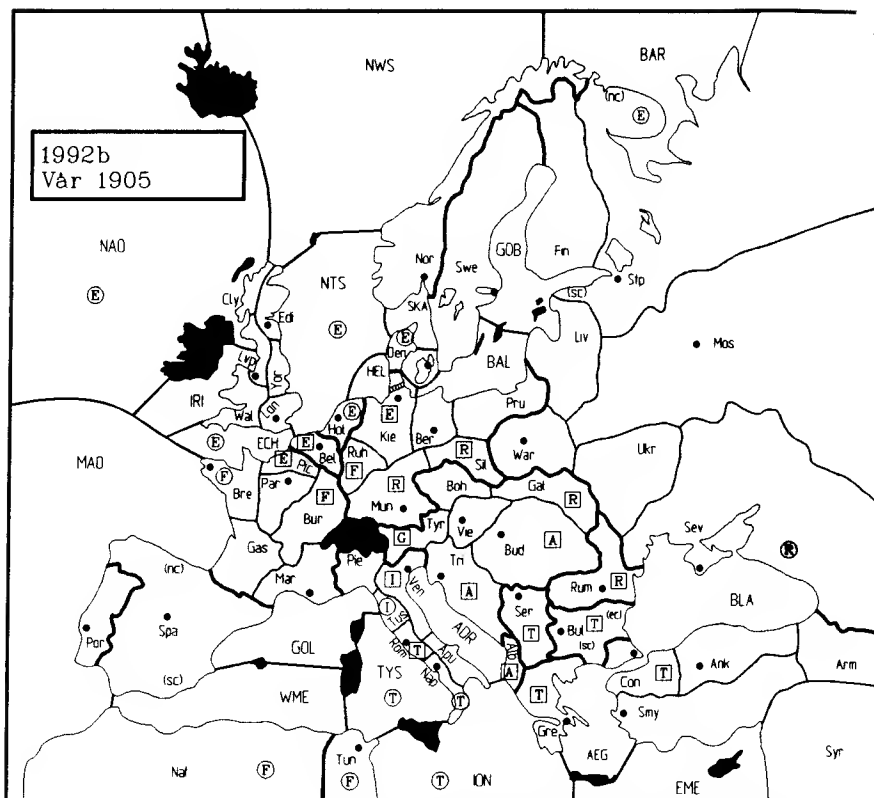 NWS
BAR
(nc)
E
1992b
Vår 1905
NAO
E
NTS
Nor
Swe
GOB
Fin
Stp
(sc)
Cly
Edi
SKA
E
E
Den
Liv
Mos
BAL
Lvp
Yor
HEL
IRI
Wal
Lon
Hol
E
E
Kie
Ber
Pru
War
Ukr
MAO
E
ECH
E
Bel
Ruh
F
R
Sil
E
Pic
F
Bre
Par
F
Bur
R
Mun
Boh
Gal
R
Sev
G
Tyr
Vie
Bud
A
R
Gas
Pie
Tri
(nc)
Mar
I
Ven
A
Ser
Rum
R
BLA
Por
Spa
I
TUS
ADR
T
Bul
T
(ec)
(sc)
GOL
Rom
T
Apu
Alb
A
Con
T
Ank
Arm
(sc)
TYS
Nap
T
Smy
WME
T
T
Gre
AEG
Syr
Tun
Naf
F
F
T
ION
EME